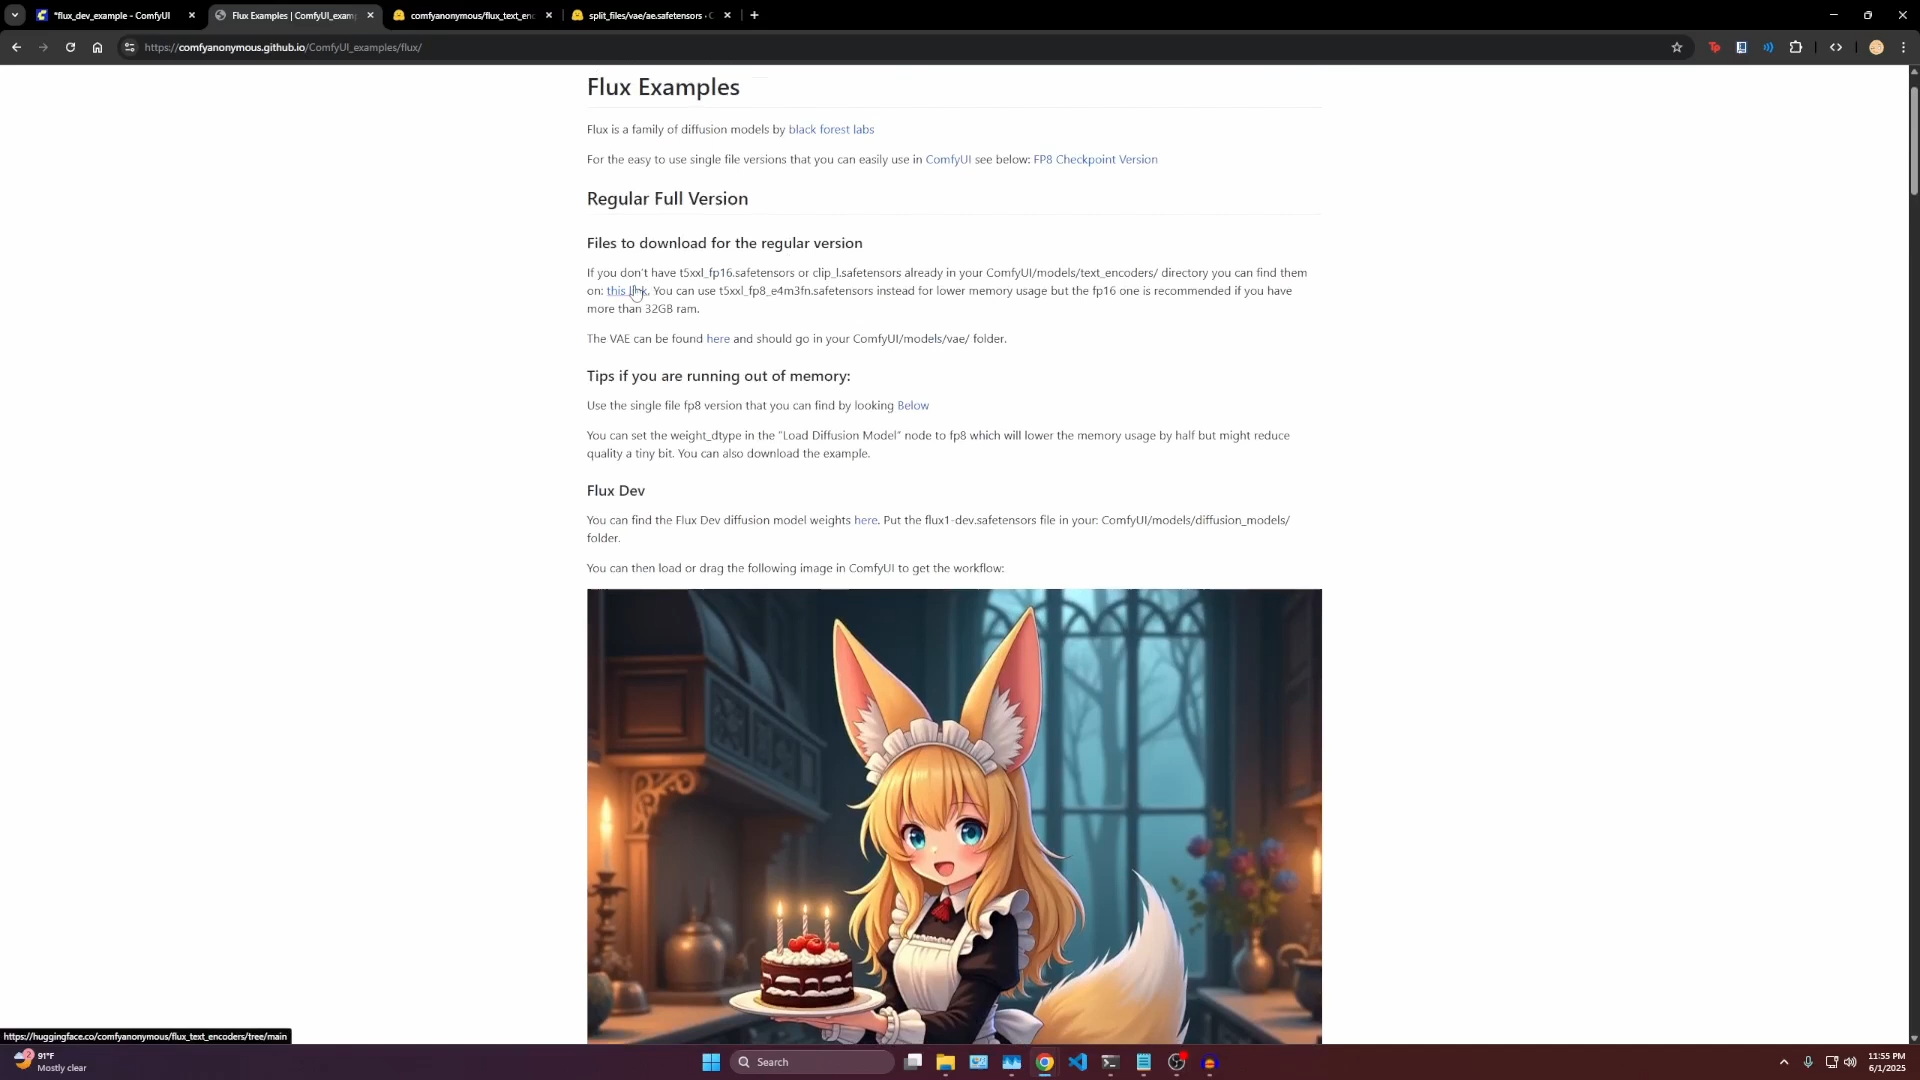 *flux_dev_example - ComfyUI
Flux Examples | ComfyUI_exam
comfyanonymous/flux_text_enc
split_files/vae/ae.safetensors · C
https://comfyanonymous.github.io/ComfyUI_examples/flux/
Flux Examples
Flux is a family of diffusion models by black forest labs
For the easy to use single file versions that you can easily use in ComfyUI see below: FP8 Checkpoint Version
Regular Full Version
Files to download for the regular version
If you don't have t5xxl_fp16.safetensors or clip_l.safetensors already in your ComfyUI/models/text_encoders/ directory you can find them
on: this link. You can use t5xxl_fp8_e4m3fn.safetensors instead for lower memory usage but the fp16 one is recommended if you have
more than 32GB ram.
The VAE can be found here and should go in your ComfyUI/models/vae/ folder.
Tips if you are running out of memory:
Use the single file fp8 version that you can find by looking Below
You can set the weight_dtype in the “Load Diffusion Model” node to fp8 which will lower the memory usage by half but might reduce
quality a tiny bit. You can also download the example.
Flux Dev
You can find the Flux Dev diffusion model weights here. Put the flux1-dev.safetensors file in your: ComfyUI/models/diffusion_models/
folder.
You can then load or drag the following image in ComfyUI to get the workflow:
https://huggingface.co/comfyanonymous/flux_text_encoders/tree/main
91°F
Mostly clear
Search
11:55 PM
6/1/2025